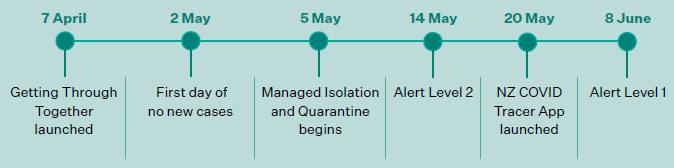 7 April
2 May
5 May
14 May
20 May
8 June
Getting Through
Together
launched
First day of
no new cases
Managed Isolation
and Quarantine
begins
Alert Level 2
NZ COVID
Tracer App
launched
Alert Level 1